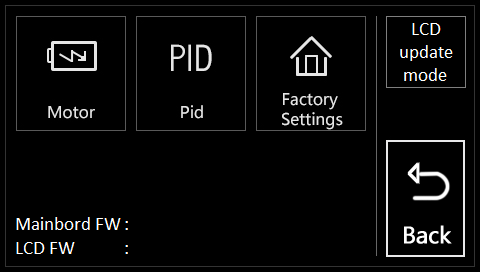 LCD
update
mode
PID
Motor
Pid
Factory
Settings
Back
Mainbord FW :
LCD FW :